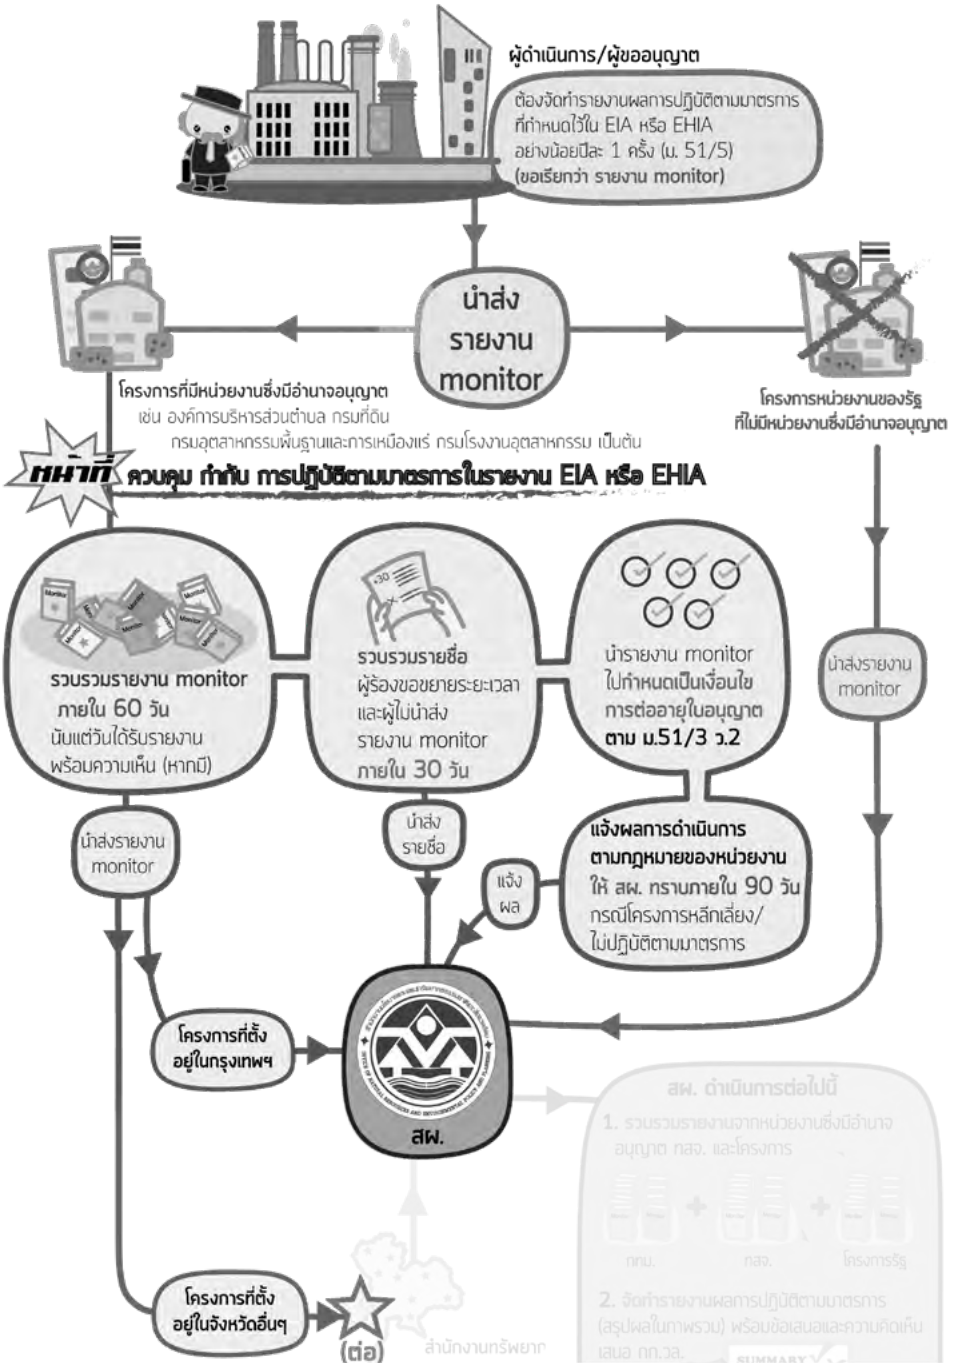 ผู้ดำเนินการ/ผู้ขออนุญาต
ต้องจัดทำรายงานผลการปฏิบัติตามมาตรการ
ที่กำหนดไว้ใน EIA หรือ EHIA
อย่างน้อยปีละ 1 ครั้ง (ม. 51/5)
(ขอเรียกว่า รายงาน monitor)
นำส่ง
รายงาน
monitor
โครงการที่มีหน่วยงานซึ่งมีอำนาจอนุญาต
เช่น องค์การบริหารส่วนตำบล กรมที่ดิน
กรมอุตสาหกรรมพื้นฐานและการเหมืองแร่ กรมโรงงานอุตสาหกรรม เป็นต้น
โครงการหน่วยงานของรัฐ
ที่ไม่มีหน่วยงานซึ่งมีอำนาจอนุญาต
หน้าที่
ควบคุม กำกับ การปฏิบัติตามมาตรการในรายงาน EIA หรือ EHIA
Monitor
Monitor
Monitor
Monitor
Monitor
Monitor
รวบรวมรายงาน monitor
ภายใน 60 วัน
นับแต่วันได้รับรายงาน
พร้อมความเห็น (หากมี)
+30
รวบรวมรายชื่อ
ผู้ร้องขอขยายระยะเวลา
และผู้ไม่นำส่ง
รายงาน monitor
ภายใน 30 วัน
นำรายงาน monitor
ไปกำหนดเป็นเงื่อนไข
การต่ออายุใบอนุญาต
ตาม ม.51/3 ว.2
นำส่งรายงาน
monitor
นำส่งรายงาน
monitor
นำส่ง
รายชื่อ
แจ้ง
ผล
แจ้งผลการดำเนินการ
ตามกฎหมายของหน่วยงาน
ให้ สผ. ทราบภายใน 90 วัน
กรณีโครงการหลีกเลี่ยง/
ไม่ปฏิบัติตามมาตรการ
โครงการที่ตั้ง
อยู่ในกรุงเทพฯ
OFFICE OF NATURAL RESOURCES AND ENVIRONMENTAL POLICY AND PLANNING
สผ.
สผ. ดำเนินการต่อไปนี้
1. รวบรวมรายงานจากหน่วยงานซึ่งมีอำนาจ
อนุญาต ทสจ. และโครงการ
+ +
กทม. ทสจ. โครงการรัฐ
2. จัดทำรายงานผลการปฏิบัติตามมาตรการ
(สรุปผลในภาพรวม) พร้อมข้อเสนอและความคิดเห็น
เสนอ กก.วล.
SUMMARY
โครงการที่ตั้ง
อยู่ในจังหวัดอื่นๆ
(ต่อ)
สำนักงานทรัพยาก